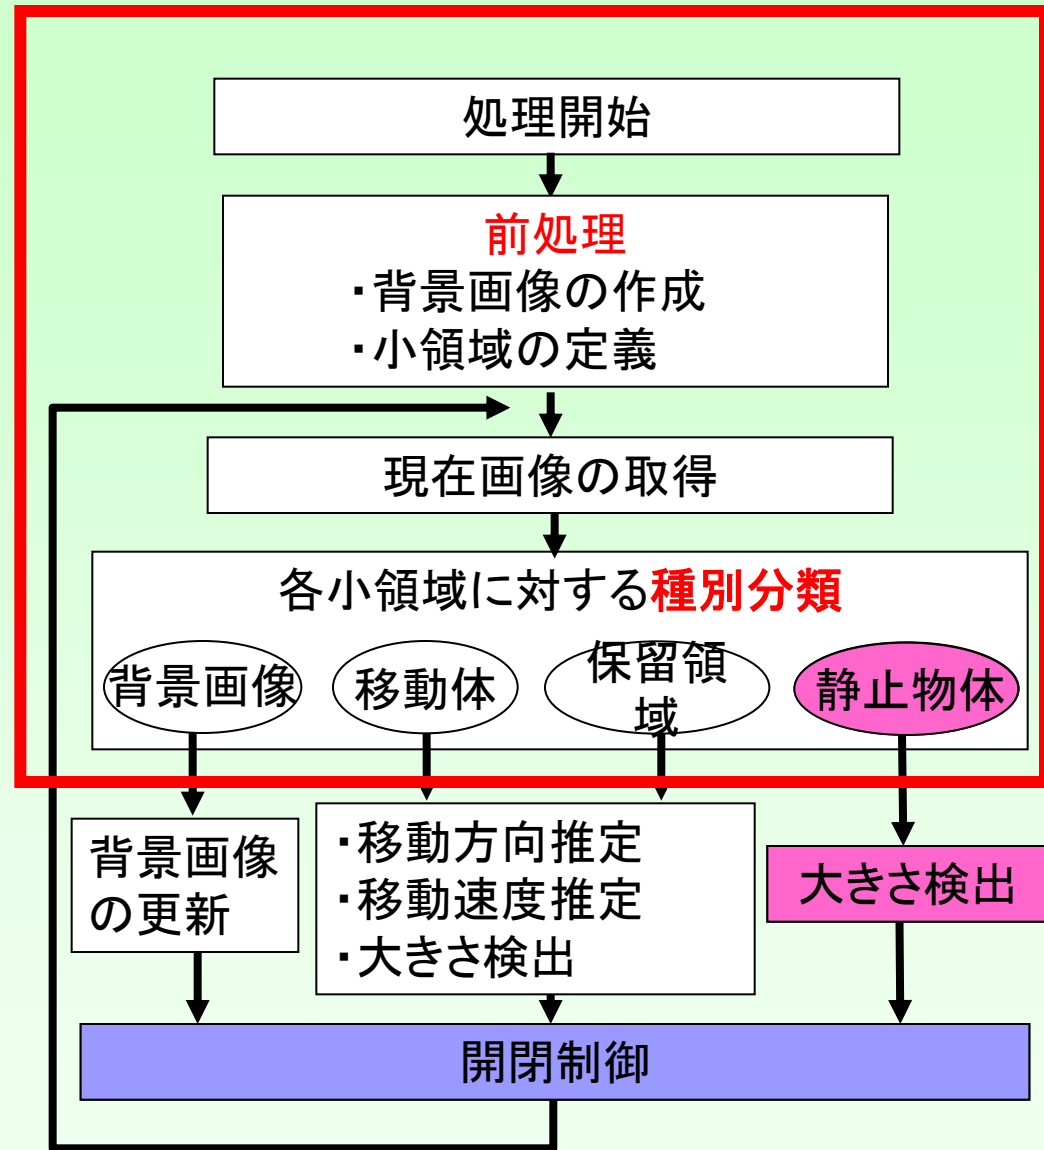 処理開始
前処理
・背景画像の作成
・小領域の定義
現在画像の取得
各小領域に対する種別分類
背景画像
移動体
保留領
域
静止物体
背景画像
の更新
・移動方向推定
・移動速度推定
・大きさ検出
大きさ検出
開閉制御